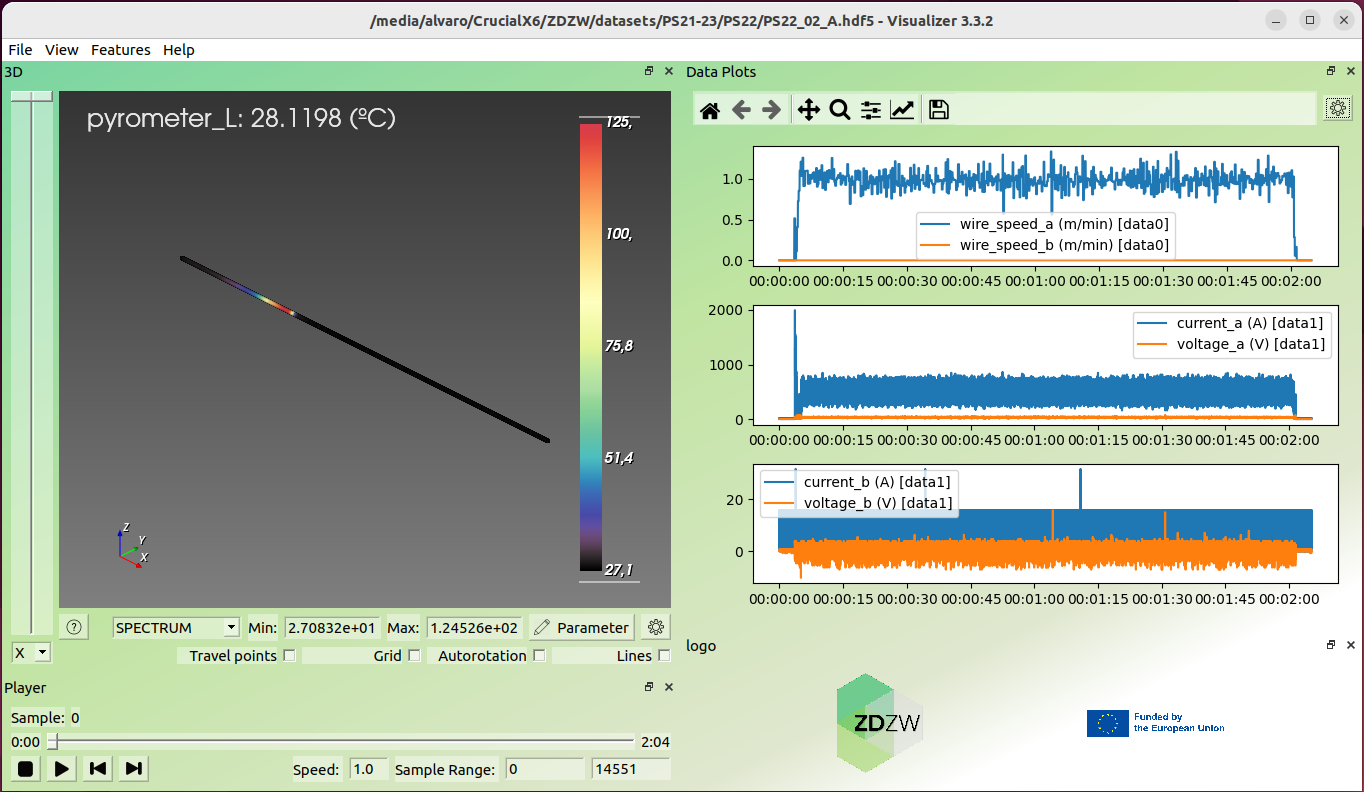 /media/alvaro/CrucialX6/ZDZW/datasets/PS21-23/PS22/PS22_02_A.hdf5 - Visualizer 3.3.2
File View Features Help
3D
pyrometer_L: 28.1198 (ºC)
125,
100,
75,8
51,4
27,1
Z
Y
X
?
SPECTRUM
Min:
2.70832e+01
Max:
1.24526e+02
Parameter
X
Travel points
Grid
Autorotation
Lines
Player
Sample: 0
0:00
2:04
Speed: 1.0
Sample Range: 0
14551
Data Plots
1.0
0.5
0.0
wire_speed_a (m/min) [data0]
wire_speed_b (m/min) [data0]
00:00:00 00:00:15 00:00:30 00:00:45 00:01:00 00:01:15 00:01:30 00:01:45 00:02:00
2000
1000
0
current_a (A) [data1]
voltage_a (V) [data1]
00:00:00 00:00:15 00:00:30 00:00:45 00:01:00 00:01:15 00:01:30 00:01:45 00:02:00
20
0
current_b (A) [data1]
voltage_b (V) [data1]
00:00:00 00:00:15 00:00:30 00:00:45 00:01:00 00:01:15 00:01:30 00:01:45 00:02:00
logo
ZDZW
Funded by
the European Union